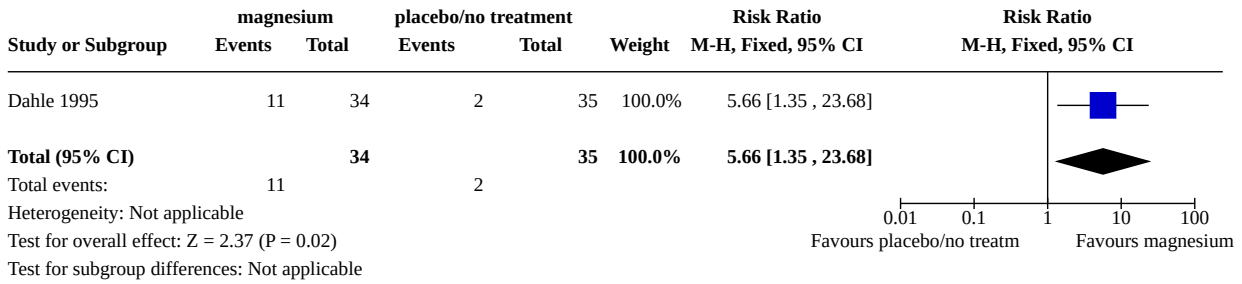 magnesium placebo/no treatment Risk Ratio Risk Ratio
Study or Subgroup Events Total Events Total Weight M-H, Fixed, 95% CI M-H, Fixed, 95% CI
Dahle 1995 11 34 2 35 100.0% 5.66 [1.35 , 23.68]
Total (95% CI) 34 35 100.0% 5.66 [1.35 , 23.68]
Total events: 11 2
Heterogeneity: Not applicable
0.01 0.1 1 10 100
Test for overall effect: Z = 2.37 (P = 0.02) Favours placebo/no treatm Favours magnesium
Test for subgroup differences: Not applicable